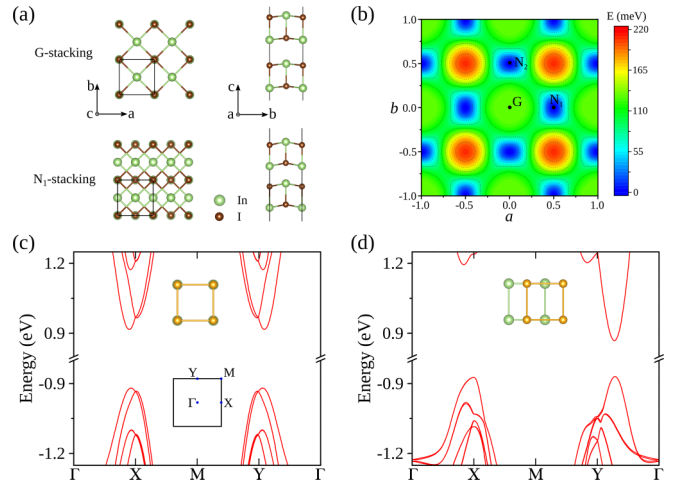 (a)
G-stacking
b
c
a
c
a
b
N₁-stacking
In
I
(b)
E (meV)
1.0
0.5
0.0
-0.5
-1.0
b
N₂
G
N₁
-1.0 -0.5 0.0 0.5 1.0
a
220
160
110
50
0
(c)
Energy (eV)
1.2
0.9
-0.9
-1.2
Y M
Γ X
Γ X M Y Γ
(d)
Energy (eV)
1.2
0.9
-0.9
-1.2
Γ X M Y Γ